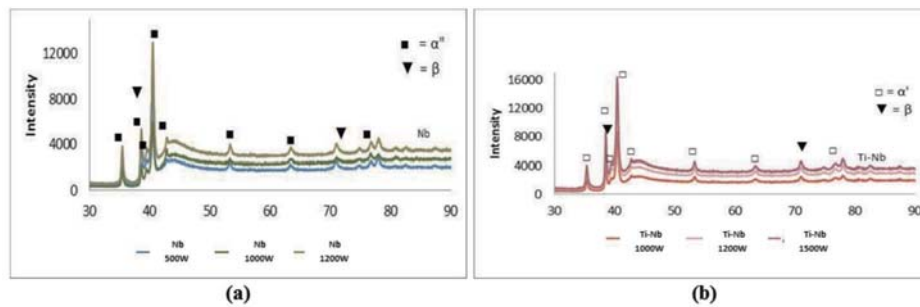 12000
8000
4000
0
Intensity
■ = α"
▼ = β
Nb
30 40 50 60 70 80 90
Nb 500W
Nb 1000W
Nb 1200W
(a)
16000
12000
8000
4000
0
Intensity
□ = α'
▼ = β
Ti-Nb
30 40 50 60 70 80 90
Ti-Nb 1000W
Ti-Nb 1200W
Ti-Nb 1500W
(b)